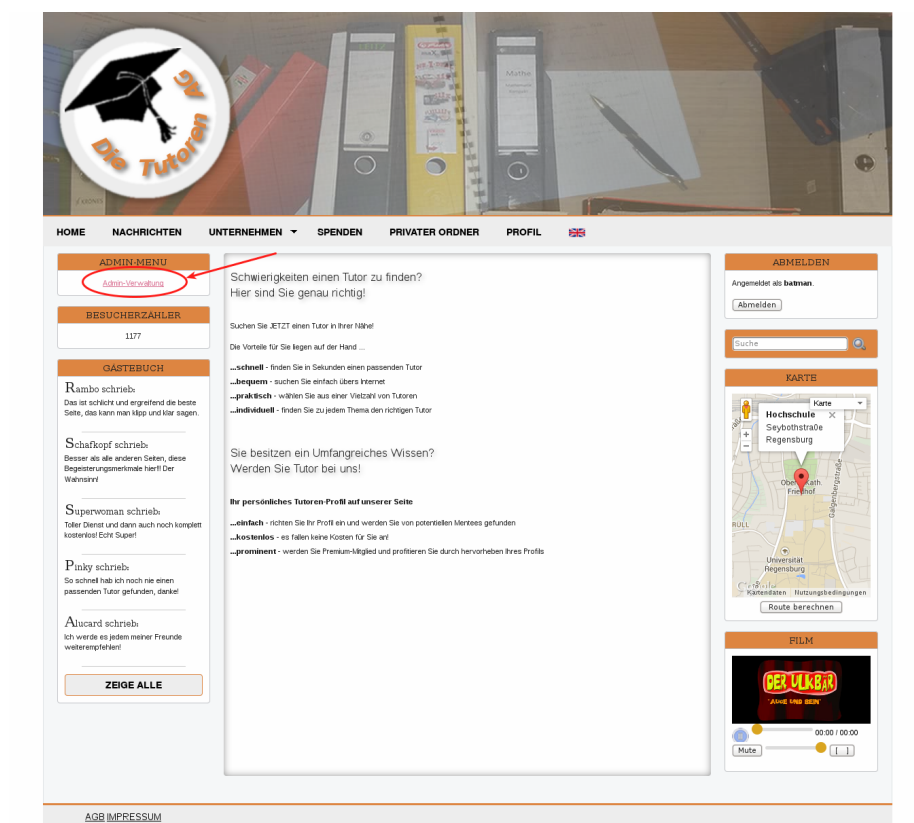 Die Tutoren AG
LEITZ
Mathe
HOME NACHRICHTEN UNTERNEHMEN SPENDEN PRIVATER ORDNER PROFIL
ADMIN-MENU
Admin-Verwaltung
BESUCHERZÄHLER
1177
GÄSTEBUCH
Rambo schrieb:
Das ist schlicht und ergreifend die beste
Seite, das kann man klipp und klar sagen.
Schafkopf schrieb:
Besser als alle anderen Seiten, diese
Begeisterungsmerkmale hier!!! Der
Wahnsinn!
Superwoman schrieb:
Toller Dienst und dann auch noch komplett
kostenlos! Echt Super!
Pinky schrieb:
So schnell hab ich noch nie einen
passenden Tutor gefunden, danke!
Alucard schrieb:
Ich werde es jedem meiner Freunde
weiterempfehlen!
ZEIGE ALLE
Schwierigkeiten einen Tutor zu finden?
Hier sind Sie genau richtig!
Suchen Sie JETZT einen Tutor in Ihrer Nähe!
Die Vorteile für Sie liegen auf der Hand ...
...schnell - finden Sie in Sekunden einen passenden Tutor
...bequem - suchen Sie einfach übers Internet
...praktisch - wählen Sie aus einer Vielzahl von Tutoren
...individuell - finden Sie zu jedem Thema den richtigen Tutor
Sie besitzen ein Umfangreiches Wissen?
Werden Sie Tutor bei uns!
Ihr persönliches Tutoren-Profil auf unserer Seite
...einfach - richten Sie Ihr Profil ein und werden Sie von potentiellen Mentees gefunden
...kostenlos - es fallen keine Kosten für Sie an!
...prominent - werden Sie Premium-Mitglied und profitieren Sie durch hervorheben Ihres Profils
ABMELDEN
Angemeldet als batman.
Abmelden
Suche
KARTE
Karte
Hochschule
Seybothstraße
Regensburg
Ober. Kath.
Friedhof
Galgenbergstraße
RÜLL
Universität
Regensburg
Kartendaten Nutzungsbedingungen
Route berechnen
FILM
DER ULKBÄR
"AUGE UND BEIN"
00:00 / 00:00
Mute [ ]
AGB IMPRESSUM